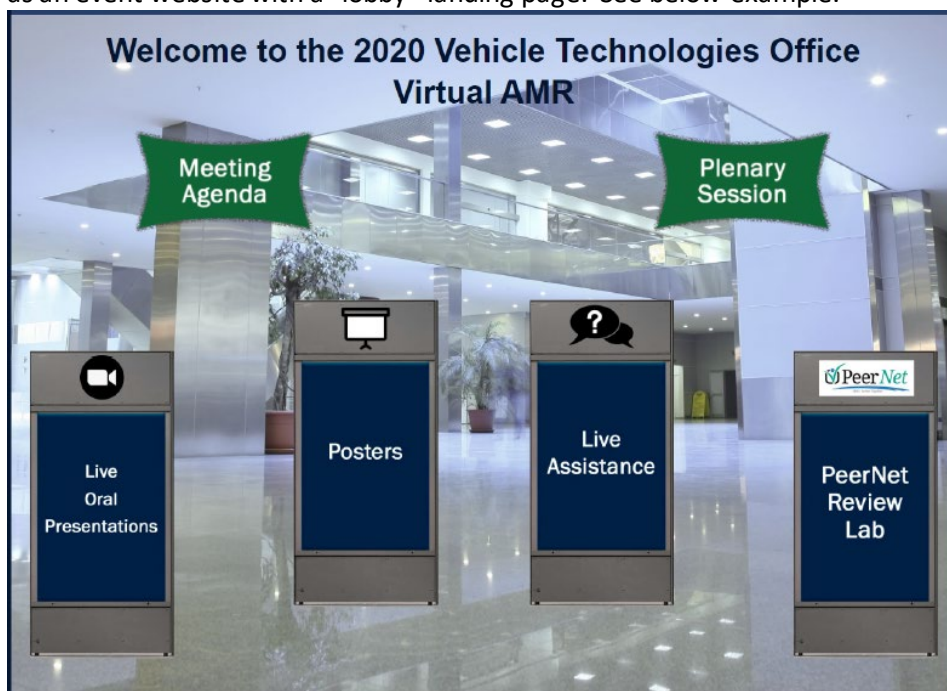 as an event website with a "lobby" landing page. See below example.
Welcome to the 2020 Vehicle Technologies Office
Virtual AMR
Meeting
Agenda
Plenary
Session
?
PeerNet
Live
Oral
Presentations
Posters
Live
Assistance
PeerNet
Review
Lab